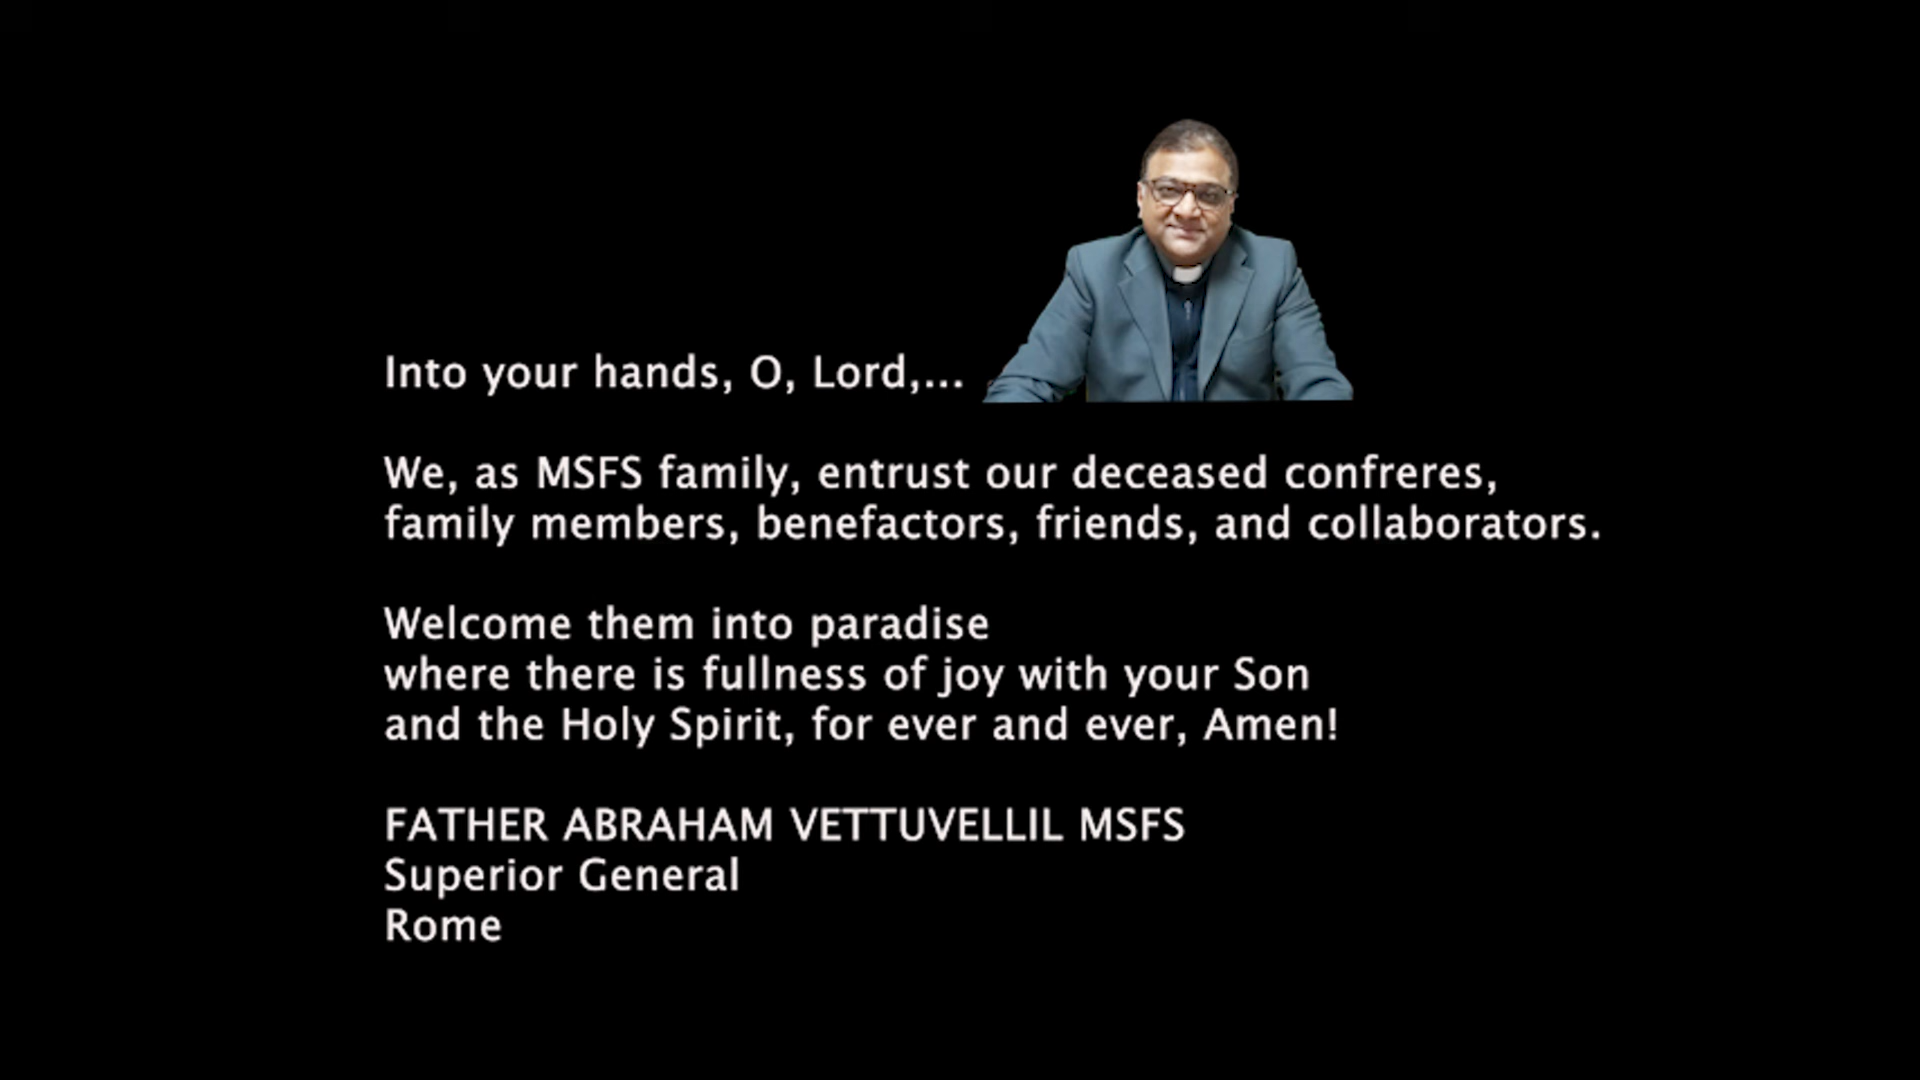 Into your hands, O, Lord,...
We, as MSFS family, entrust our deceased confreres,
family members, benefactors, friends, and collaborators.
Welcome them into paradise
where there is fullness of joy with your Son
and the Holy Spirit, for ever and ever, Amen!
FATHER ABRAHAM VETTUVELLIL MSFS
Superior General
Rome